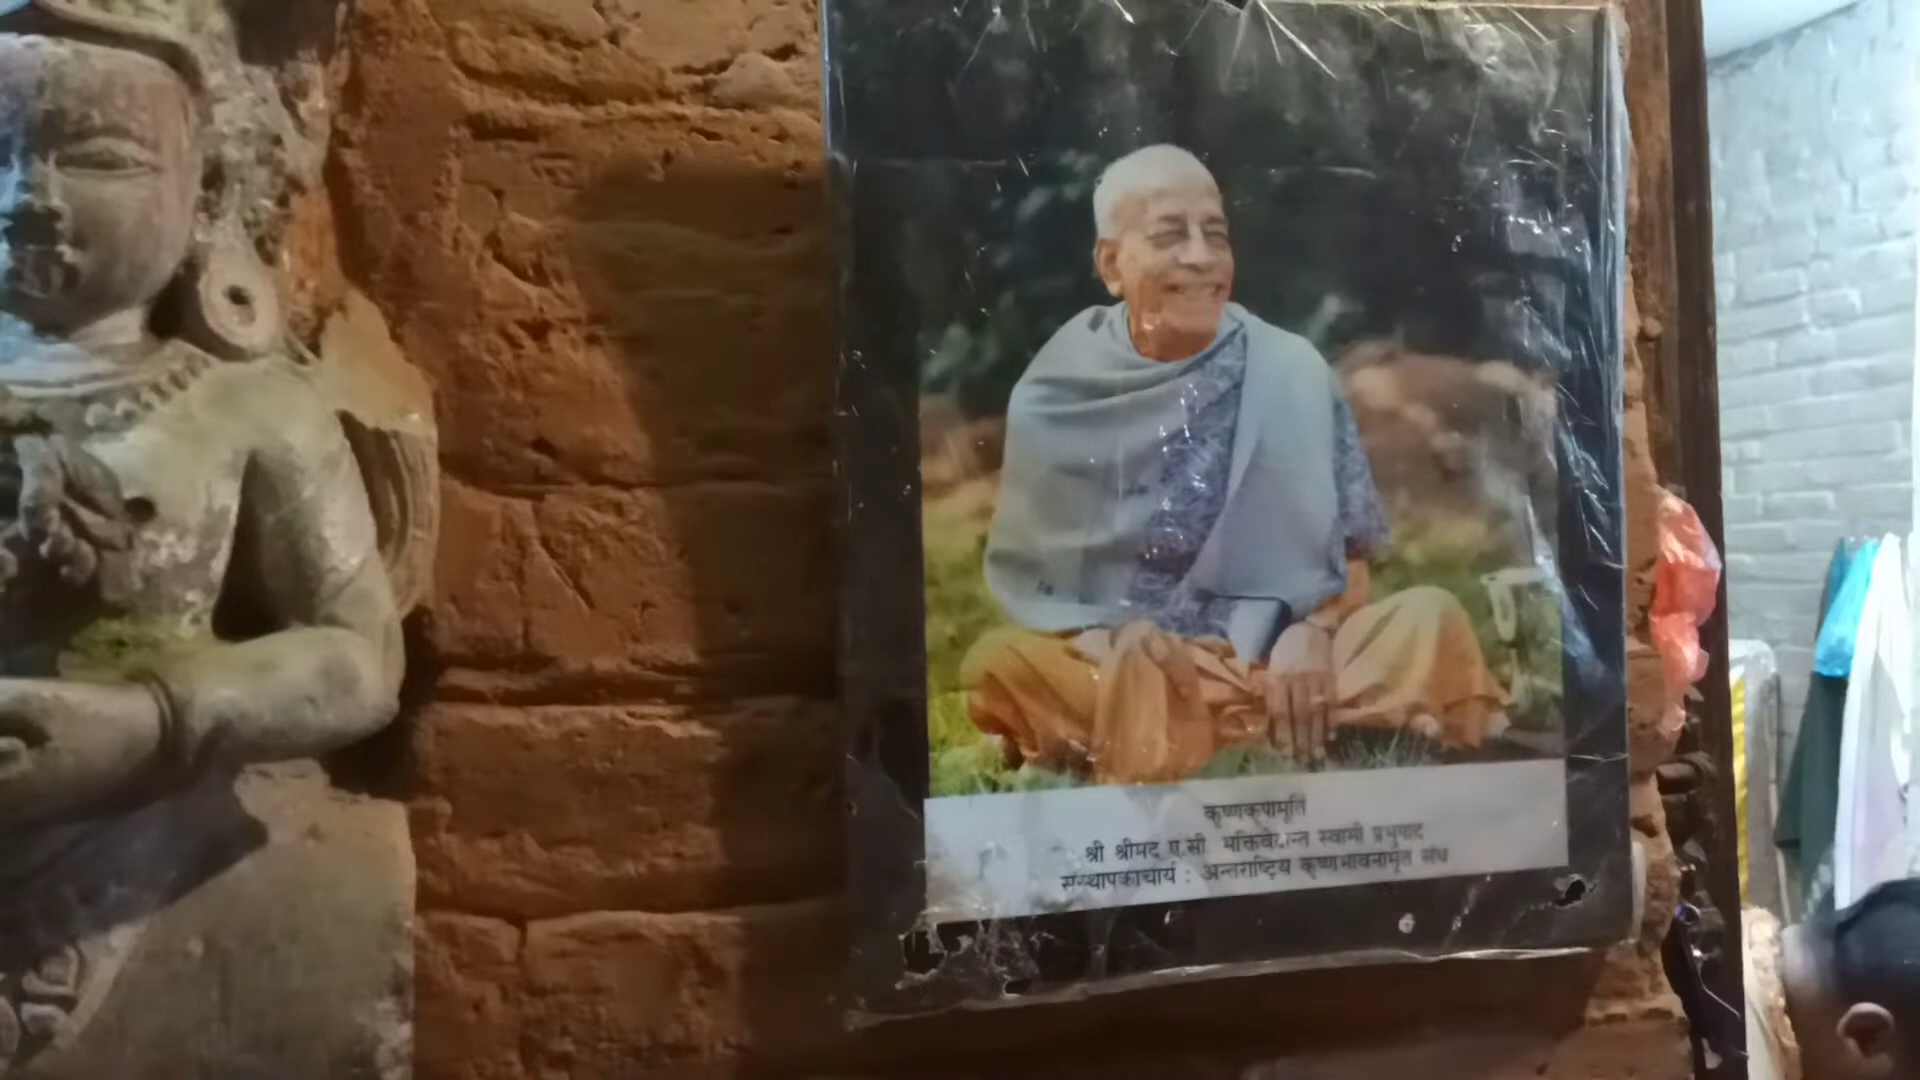 कृष्णकृपामूर्ति
श्री श्रीमद् ए.सी. भक्तिवेदान्त स्वामी प्रभुपाद
संस्थापकाचार्य : अन्तराष्ट्रिय कृष्णभावनामृत संघ